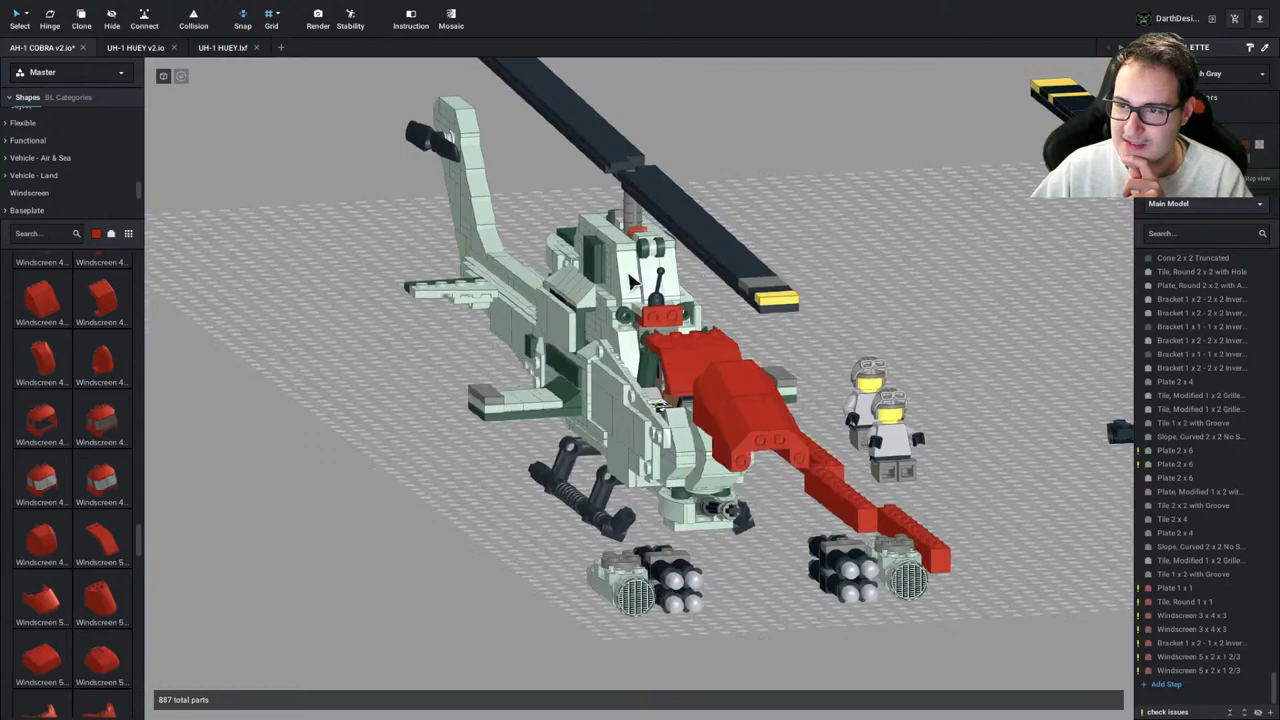 Select
Hinge
Clone
Hide
Connect
Collision
Snap
Grid
Render
Stability
Instruction
Mosaic
DarthDesi...
AH-1 COBRA v2.io*
UH-1 HUEY v2.io
UH-1 HUEY.lxf
Master
Shapes
BL Categories
Flexible
Functional
Vehicle - Air & Sea
Vehicle - Land
Windscreen
Baseplate
Search...
Windscreen 4...
Windscreen 4...
Windscreen 4...
Windscreen 4...
Windscreen 4...
Windscreen 4...
Windscreen 4...
Windscreen 4...
Windscreen 4...
Windscreen 4...
Windscreen 4...
Windscreen 5...
Windscreen 5...
Windscreen 5...
Windscreen 5...
Windscreen 5...
887 total parts
Main Model
Search...
Cone 2 x 2 Truncated
Tile, Round 2 x 2 with Hole
Plate, Round 2 x 2 with A...
Bracket 1 x 2 - 2 x 2 Inver...
Bracket 1 x 2 - 2 x 2 Inver...
Bracket 1 x 1 - 1 x 2 Inver...
Bracket 1 x 2 - 2 x 2 Inver...
Bracket 1 x 1 - 1 x 2 Inver...
Bracket 1 x 2 - 2 x 2 Inver...
Plate 2 x 4
Tile, Modified 1 x 2 Grille...
Tile, Modified 1 x 2 Grille...
Tile 1 x 2 with Groove
Slope, Curved 2 x 2 No S...
Plate 2 x 6
Plate 2 x 6
Plate 2 x 6
Plate, Modified 1 x 2 wit...
Tile 2 x 2 with Groove
Tile 2 x 4
Plate 2 x 4
Slope, Curved 2 x 2 No S...
Tile, Modified 1 x 2 Grille...
Tile 1 x 2 with Groove
Plate 1 x 1
Tile, Round 1 x 1
Windscreen 3 x 4 x 3
Windscreen 3 x 4 x 3
Bracket 1 x 2 - 1 x 2 Inver...
Windscreen 5 x 2 x 1 2/3
Windscreen 5 x 2 x 1 2/3
Add Step
check issues